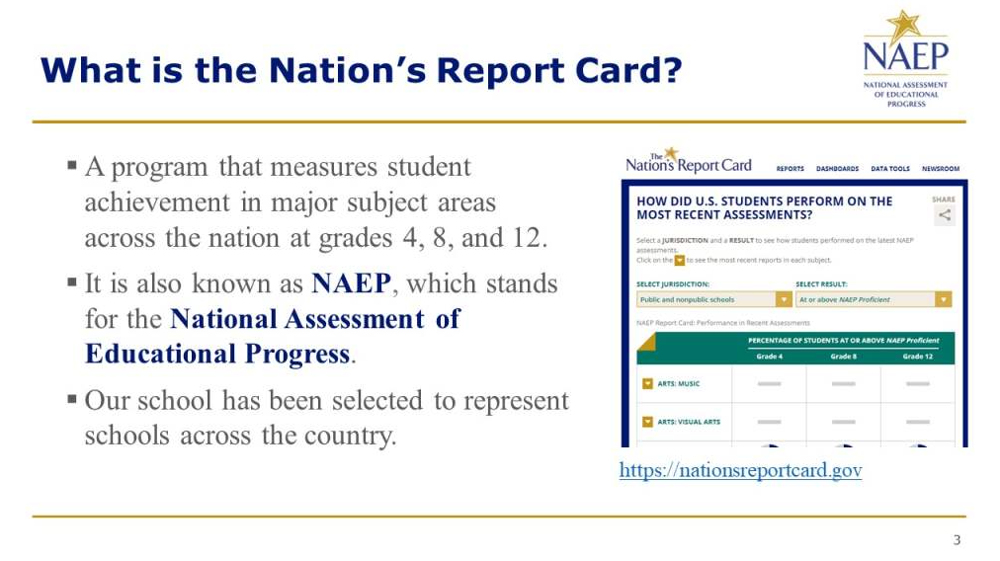 What is the Nation's Report Card?
NAEP
NATIONAL ASSESSMENT
OF EDUCATIONAL
PROGRESS
▪ A program that measures student
achievement in major subject areas
across the nation at grades 4, 8, and 12.
▪ It is also known as NAEP, which stands
for the National Assessment of
Educational Progress.
▪ Our school has been selected to represent
schools across the country.
The
Nation's Report Card
REPORTS DASHBOARDS DATA TOOLS NEWSROOM
HOW DID U.S. STUDENTS PERFORM ON THE
MOST RECENT ASSESSMENTS?
SHARE
Select a JURISDICTION and a RESULT to see how students performed on the latest NAEP
assessments.
Click on the to see the most recent reports in each subject.
SELECT JURISDICTION: SELECT RESULT:
Public and nonpublic schools At or above NAEP Proficient
NAEP Report Card: Performance in Recent Assessments
PERCENTAGE OF STUDENTS AT OR ABOVE NAEP Proficient
Grade 4 Grade 8 Grade 12
ARTS: MUSIC
ARTS: VISUAL ARTS
https://nationsreportcard.gov
3